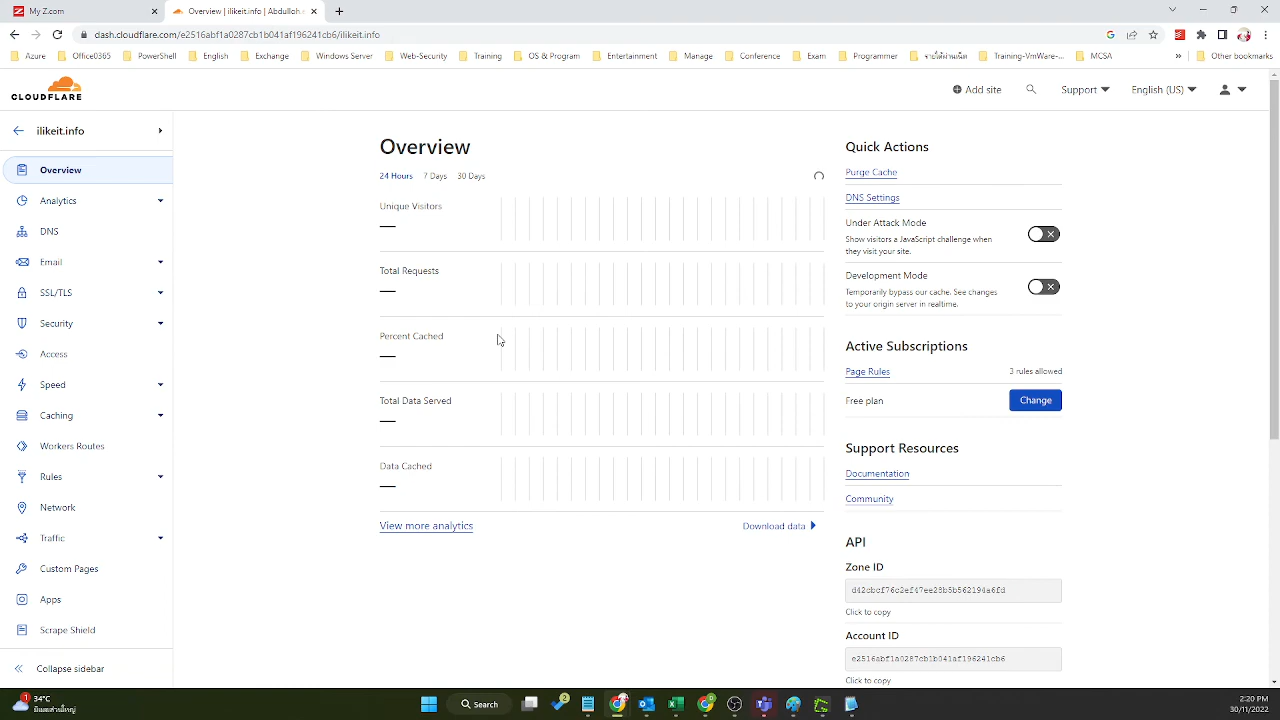 My Z.com
Overview | ilikeit.info | Abdulloh.
dash.cloudflare.com/e2516abf1a0287cb1b041af196241cb6/ilikeit.info
Azure
Office0365
PowerShell
English
Exchange
Windows Server
Web-Security
Training
OS & Program
Entertainment
Manage
Conference
Exam
Programmer
Training-VmWare-...
MCSA
»
Other bookmarks
CLOUDFLARE
Add site
Support
English (US)
ilikeit.info
Overview
Analytics
DNS
Email
SSL/TLS
Security
Access
Speed
Caching
Workers Routes
Rules
Network
Traffic
Custom Pages
Apps
Scrape Shield
Collapse sidebar
Overview
24 Hours 7 Days 30 Days
Unique Visitors
—
Total Requests
—
Percent Cached
—
Total Data Served
—
Data Cached
—
View more analytics
Download data
Quick Actions
Purge Cache
DNS Settings
Under Attack Mode
Show visitors a JavaScript challenge when
they visit your site.
Development Mode
Temporarily bypass our cache. See changes
to your origin server in realtime.
Active Subscriptions
Page Rules 3 rules allowed
Free plan Change
Support Resources
Documentation
Community
API
Zone ID
Click to copy
Account ID
e2516abf1a0287cb1b041af196241cb6
Click to copy
1
34°C
Search
2
2:20 PM
30/11/2022